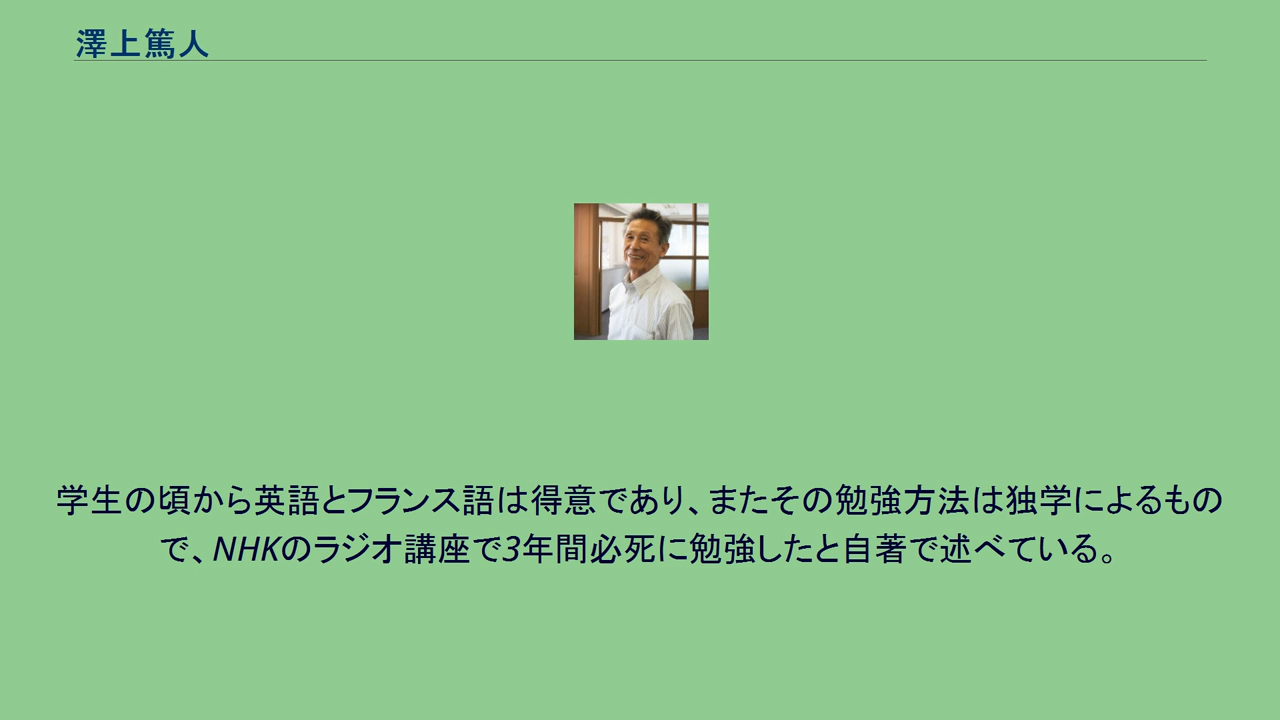 澤上篤人
学生の頃から英語とフランス語は得意であり、またその勉強方法は独学によるもの
で、NHKのラジオ講座で3年間必死に勉強したと自著で述べている。